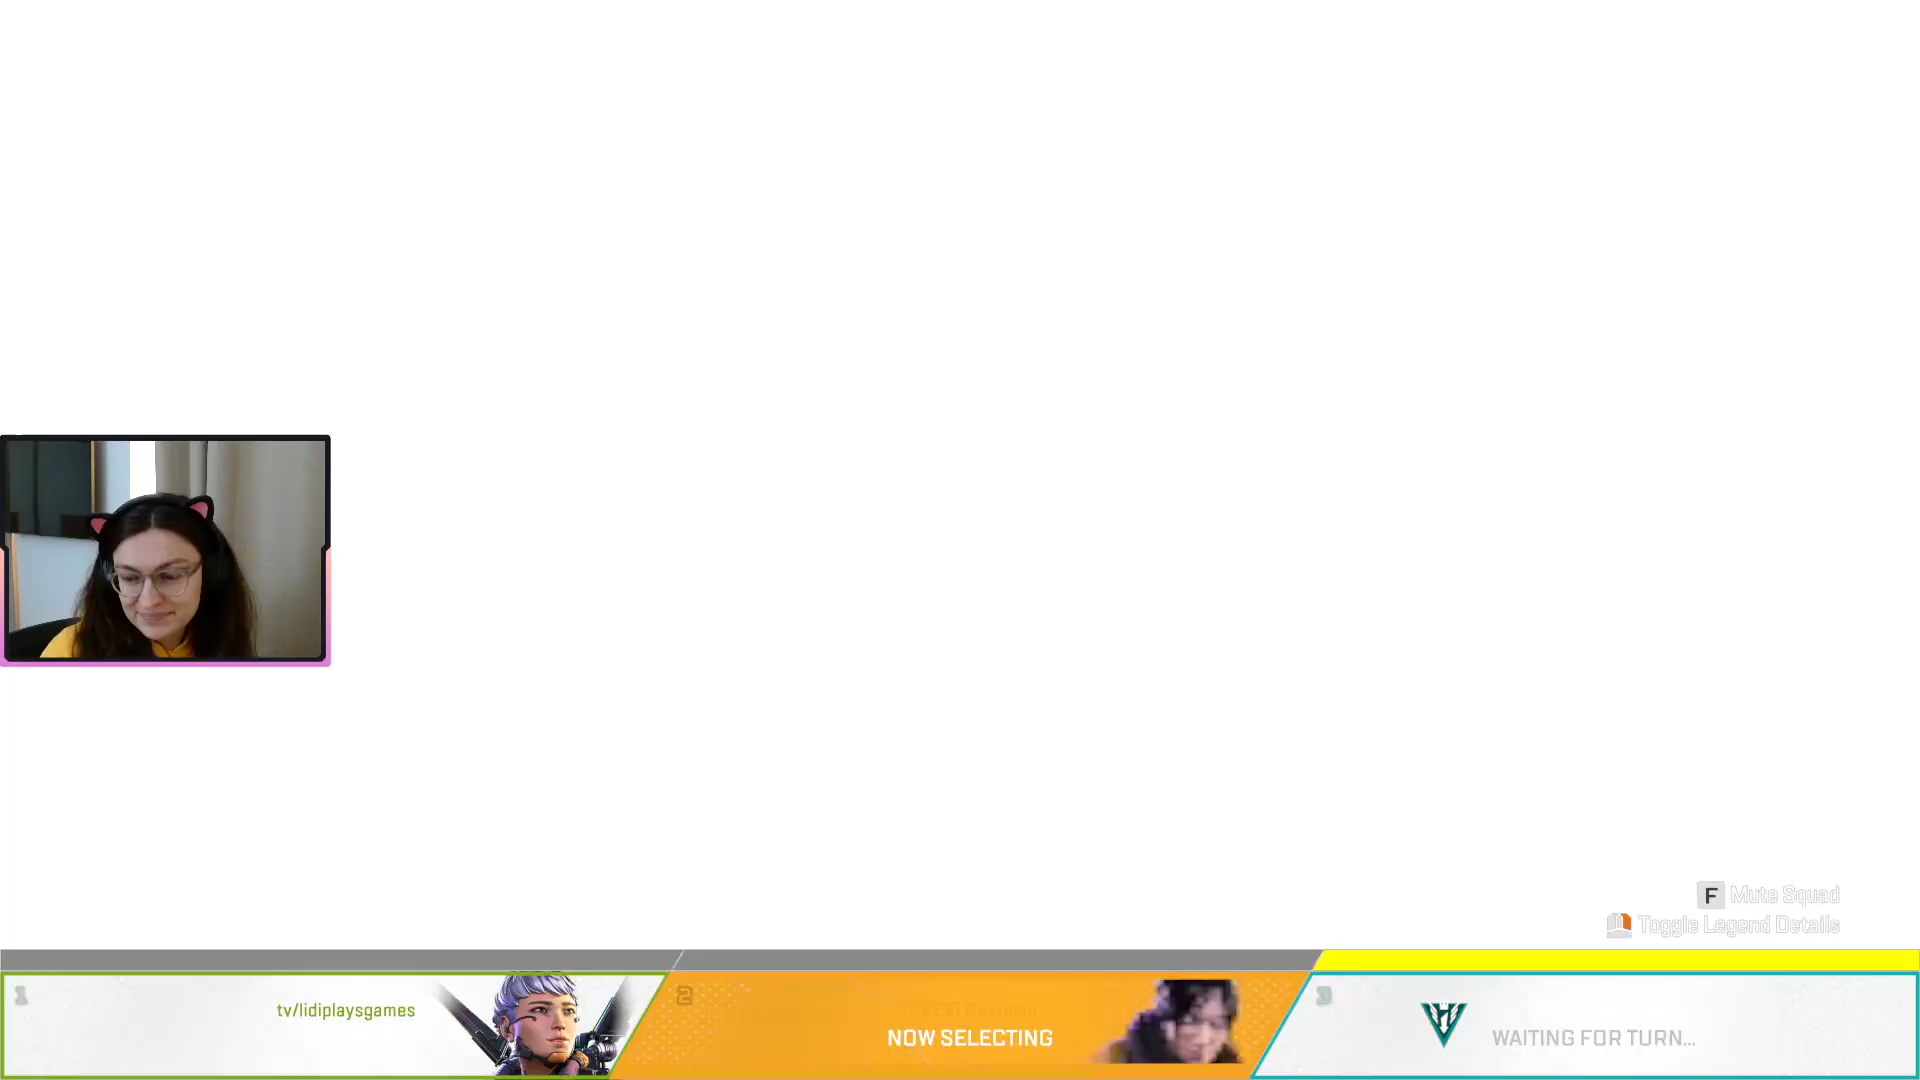 F Mute Squad
Toggle Legend Details
1
tv/lidiplaysgames
2
NOW SELECTING
3
WAITING FOR TURN...